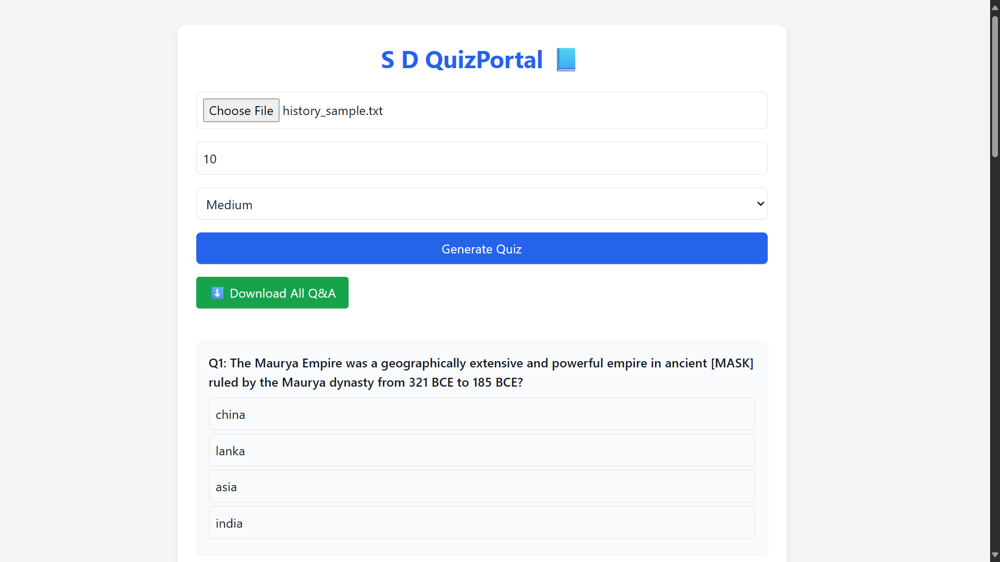 S D QuizPortal
Choose File history_sample.txt
10
Medium
Generate Quiz
Download All Q&A
Q1: The Maurya Empire was a geographically extensive and powerful empire in ancient [MASK]
ruled by the Maurya dynasty from 321 BCE to 185 BCE?
china
lanka
asia
india